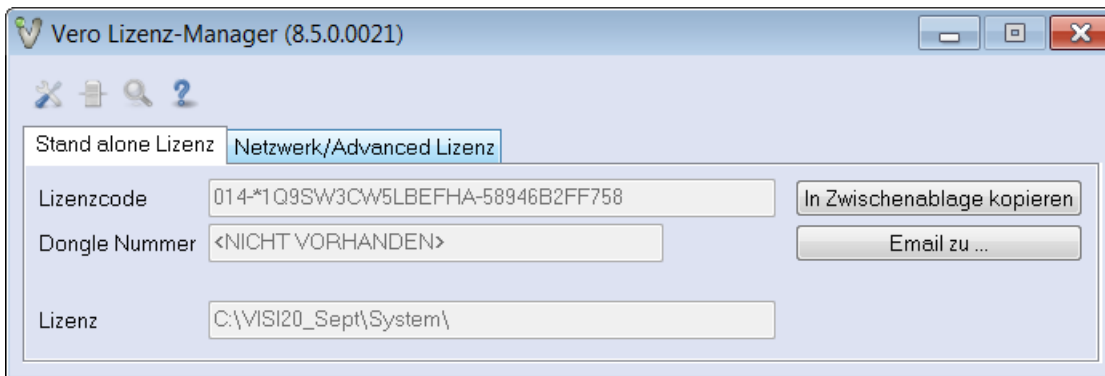 Vero Lizenz-Manager (8.5.0.0021)
Stand alone Lizenz Netzwerk/Advanced Lizenz
Lizenzcode 014-*1Q9SW3CW5LBEFHA-58946B2FF758 In Zwischenablage kopieren
Dongle Nummer <NICHT VORHANDEN> Email zu ...
Lizenz C:\VISI20_Sept\System\